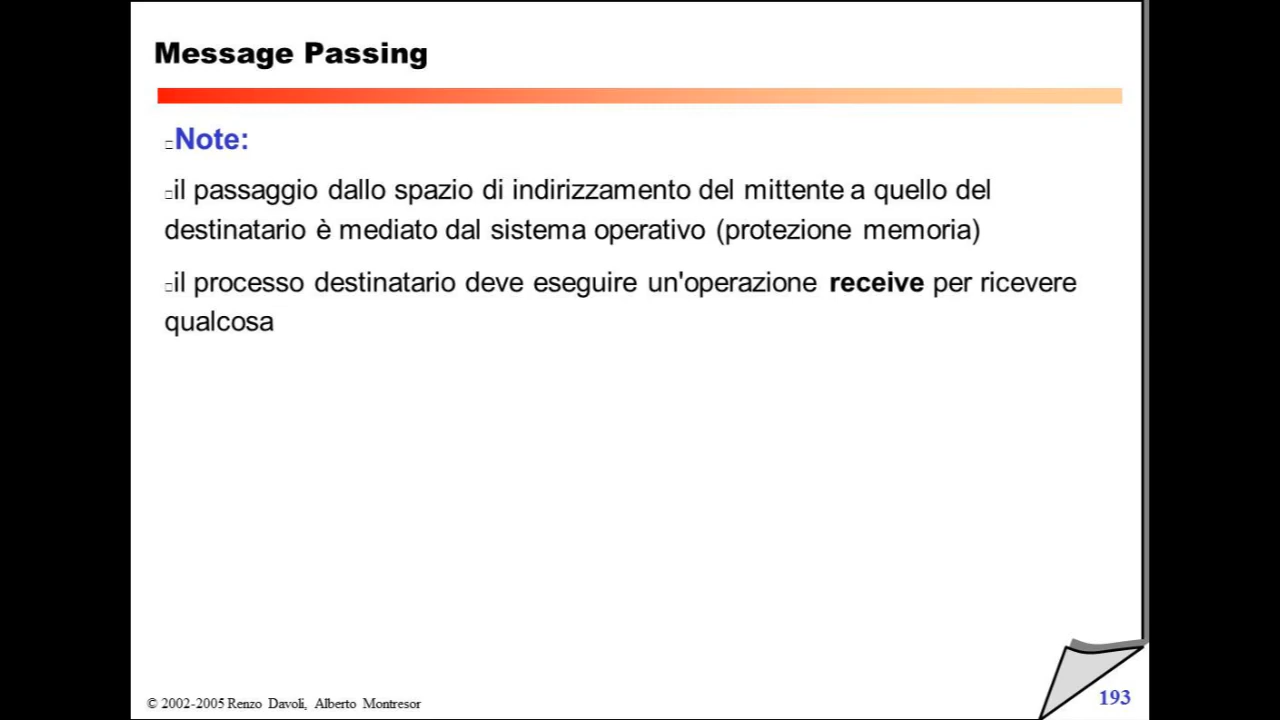 Message Passing
Note:
il passaggio dallo spazio di indirizzamento del mittente a quello del
destinatario è mediato dal sistema operativo (protezione memoria)
il processo destinatario deve eseguire un'operazione receive per ricevere
qualcosa
© 2002-2005 Renzo Davoli, Alberto Montresor
193